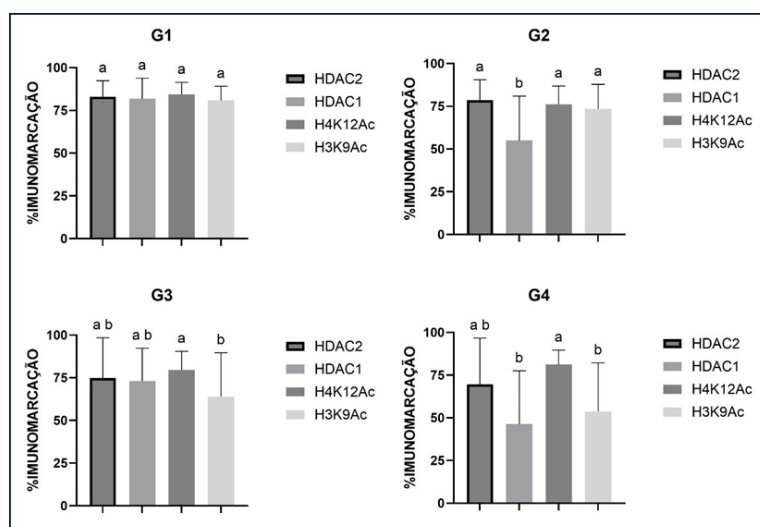 G1
%IMUNOMARCAÇÃO
100
75
50
25
0
a a a a
HDAC2
HDAC1
H4K12Ac
H3K9Ac
G2
%IMUNOMARCAÇÃO
100
75
50
25
0
a b a a
HDAC2
HDAC1
H4K12Ac
H3K9Ac
G3
%IMUNOMARCAÇÃO
100
75
50
25
0
a b a b a b
HDAC2
HDAC1
H4K12Ac
H3K9Ac
G4
%IMUNOMARCAÇÃO
100
75
50
25
0
a b b a b
HDAC2
HDAC1
H4K12Ac
H3K9Ac